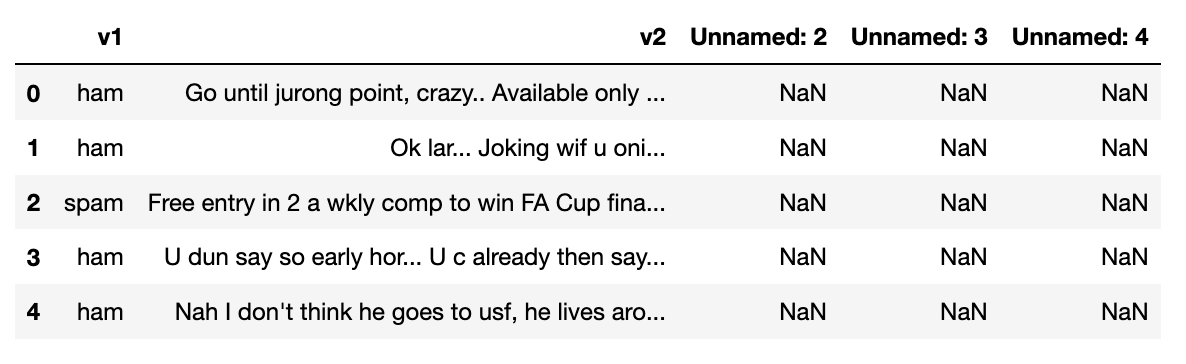 v1 v2 Unnamed: 2 Unnamed: 3 Unnamed: 4
0 ham Go until jurong point, crazy.. Available only ... NaN NaN NaN
1 ham Ok lar... Joking wif u oni... NaN NaN NaN
2 spam Free entry in 2 a wkly comp to win FA Cup fina... NaN NaN NaN
3 ham U dun say so early hor... U c already then say... NaN NaN NaN
4 ham Nah I don't think he goes to usf, he lives aro... NaN NaN NaN